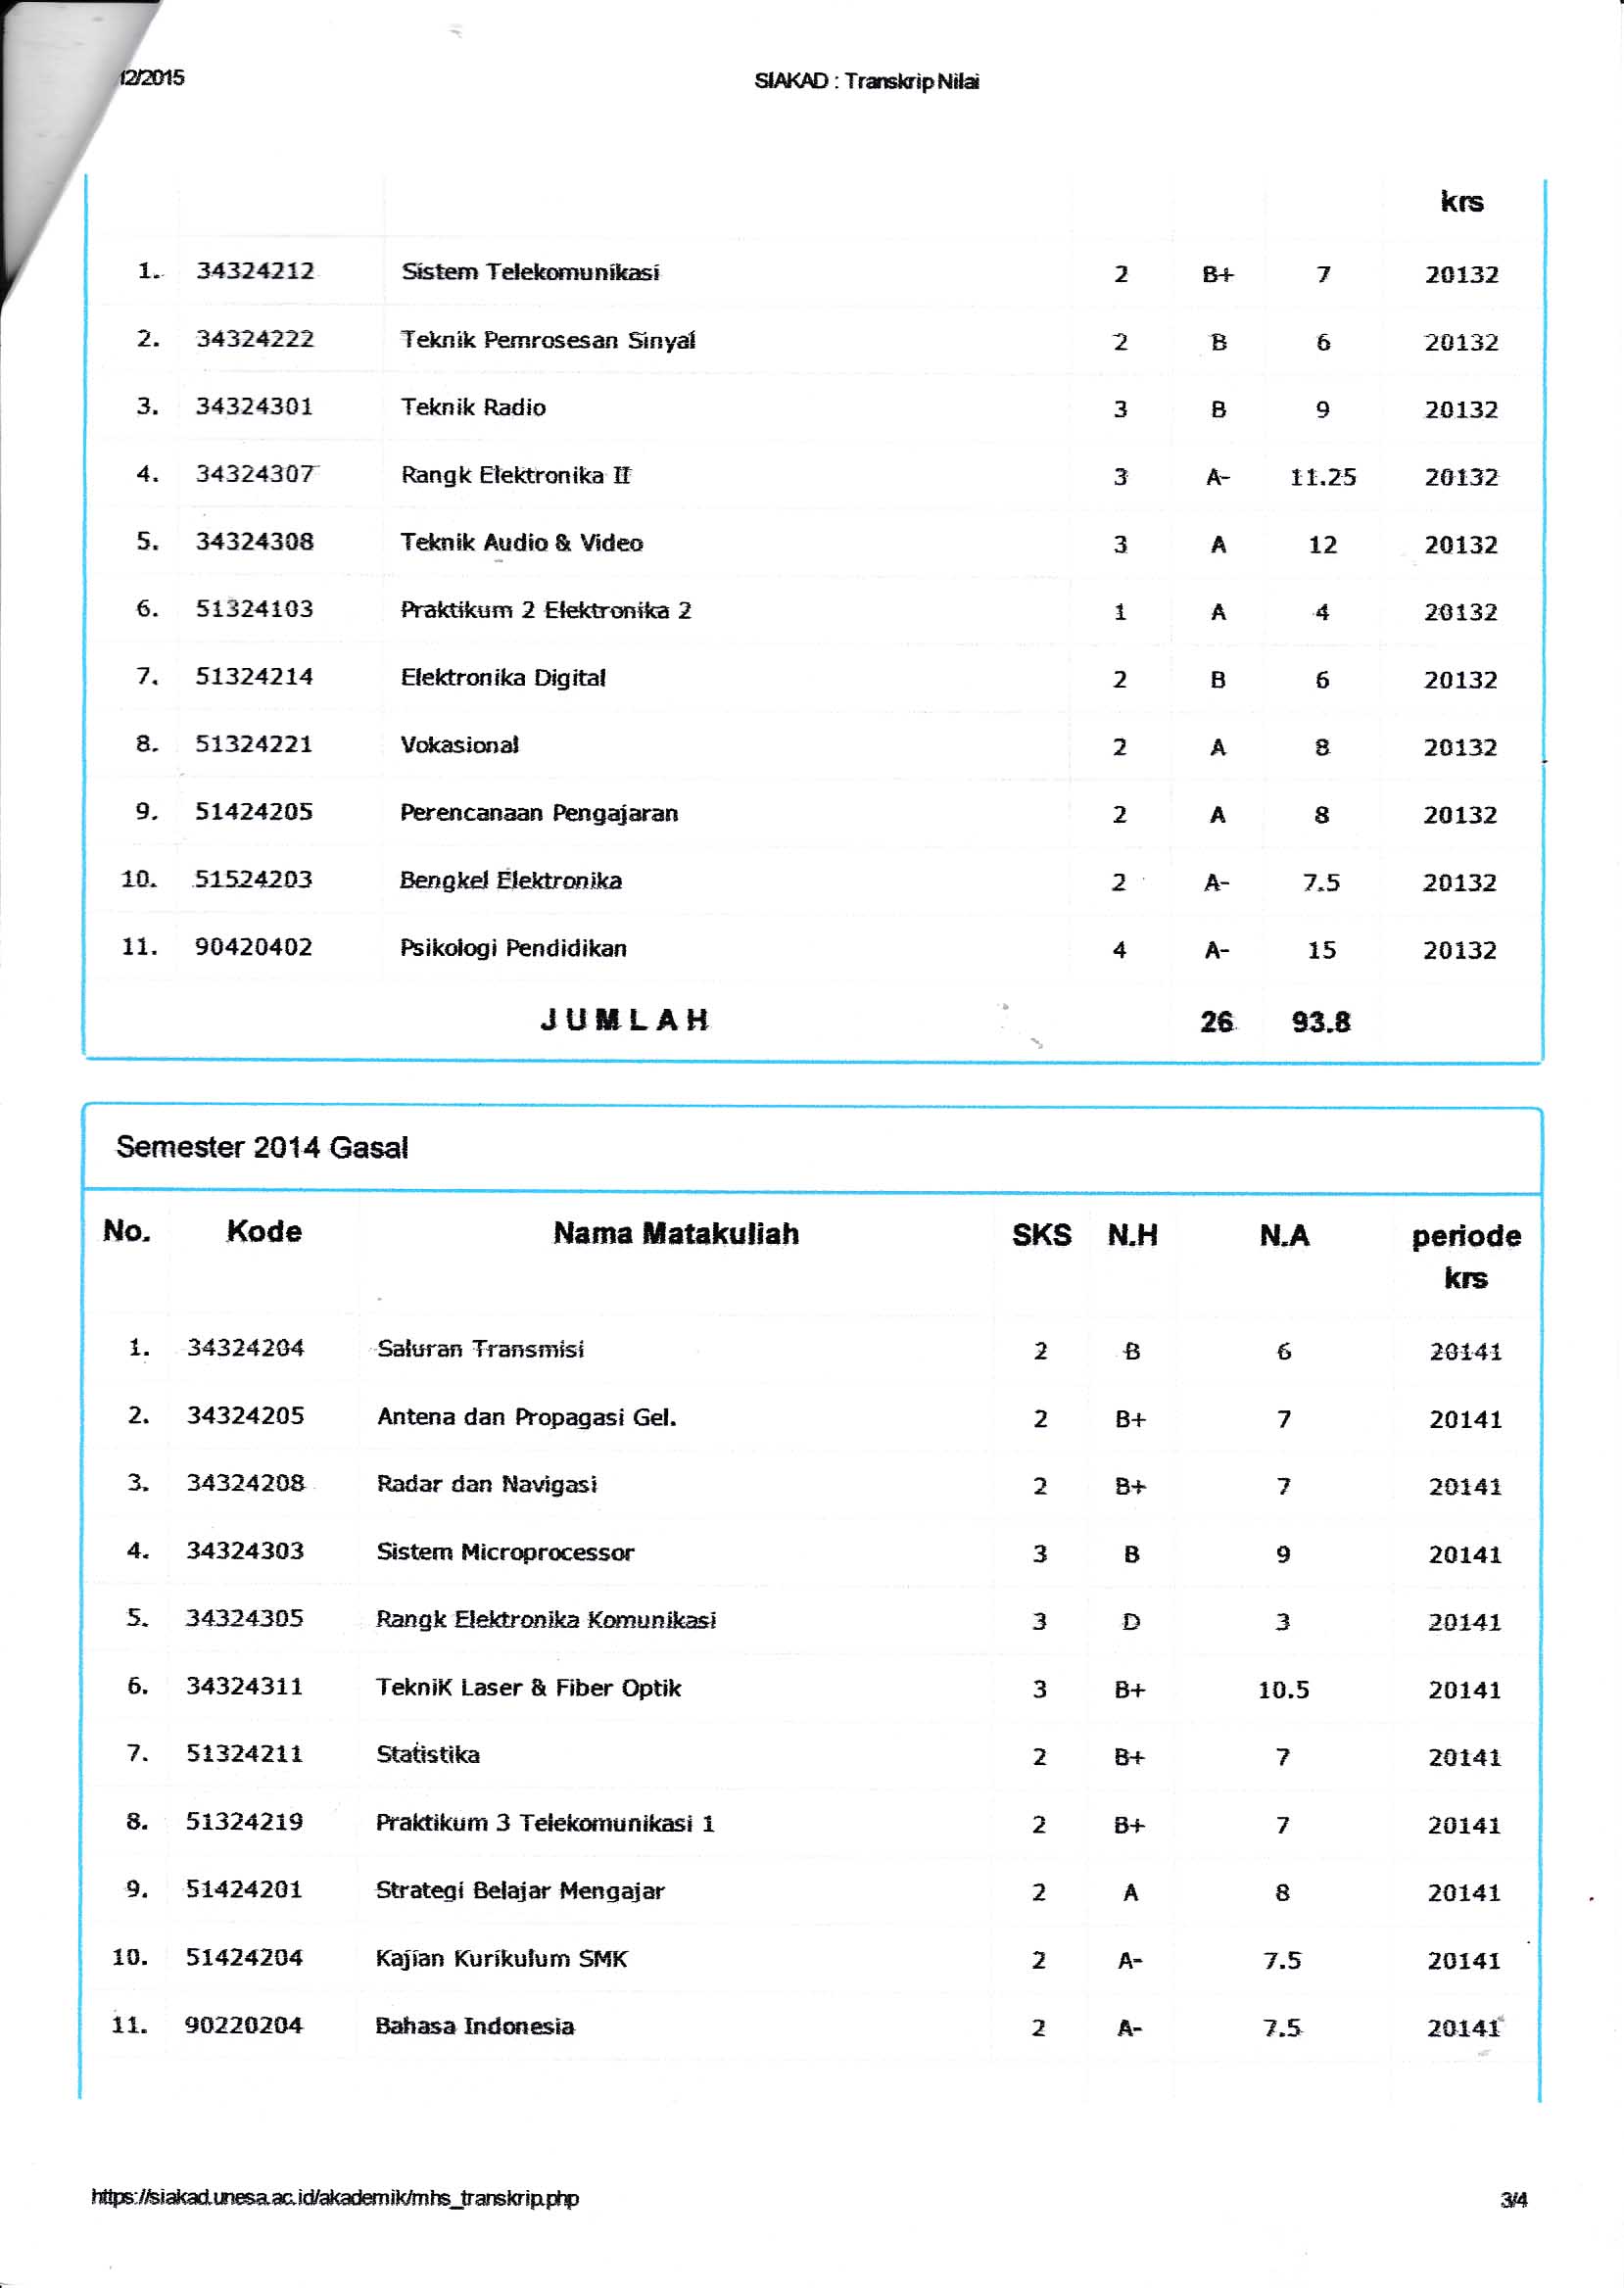 12/2015 SIAKAD : Transkrip Nilai
krs
1. 34324212 Sistem Telekomunikasi 2 B+ 7 20132
2. 34324222 Teknik Pemrosesan Sinyal 2 B 6 20132
3. 34324301 Teknik Radio 3 B 9 20132
4. 34324307 Rangk Elektronika II 3 A- 11.25 20132
5. 34324308 Teknik Audio & Video 3 A 12 20132
6. 51324103 Praktikum 2 Elektronika 2 1 A 4 20132
7. 51324214 Elektronika Digital 2 B 6 20132
8. 51324221 Vokasional 2 A 8 20132
9. 51424205 Perencanaan Pengajaran 2 A 8 20132
10. 51524203 Bengkel Elektronika 2 A- 7.5 20132
11. 90420402 Psikologi Pendidikan 4 A- 15 20132
J U M L A H 26 93.8
Semester 2014 Gasal
No. Kode Nama Matakuliah SKS N.H N.A periode
krs
1. 34324204 Saluran Transmisi 2 B 6 20141
2. 34324205 Antena dan Propagasi Gel. 2 B+ 7 20141
3. 34324208 Radar dan Navigasi 2 B+ 7 20141
4. 34324303 Sistem Microprocessor 3 B 9 20141
5. 34324305 Rangk Elektronika Komunikasi 3 D 3 20141
6. 34324311 TekniK Laser & Fiber Optik 3 B+ 10.5 20141
7. 51324211 Statistika 2 B+ 7 20141
8. 51324219 Praktikum 3 Telekomunikasi 1 2 B+ 7 20141
9. 51424201 Strategi Belajar Mengajar 2 A 8 20141
10. 51424204 Kajian Kurikulum SMK 2 A- 7.5 20141
11. 90220204 Bahasa Indonesia 2 A- 7.5 20141
https://siakad.unesa.ac.id/akademik/mhs_transkrip.php 3/4